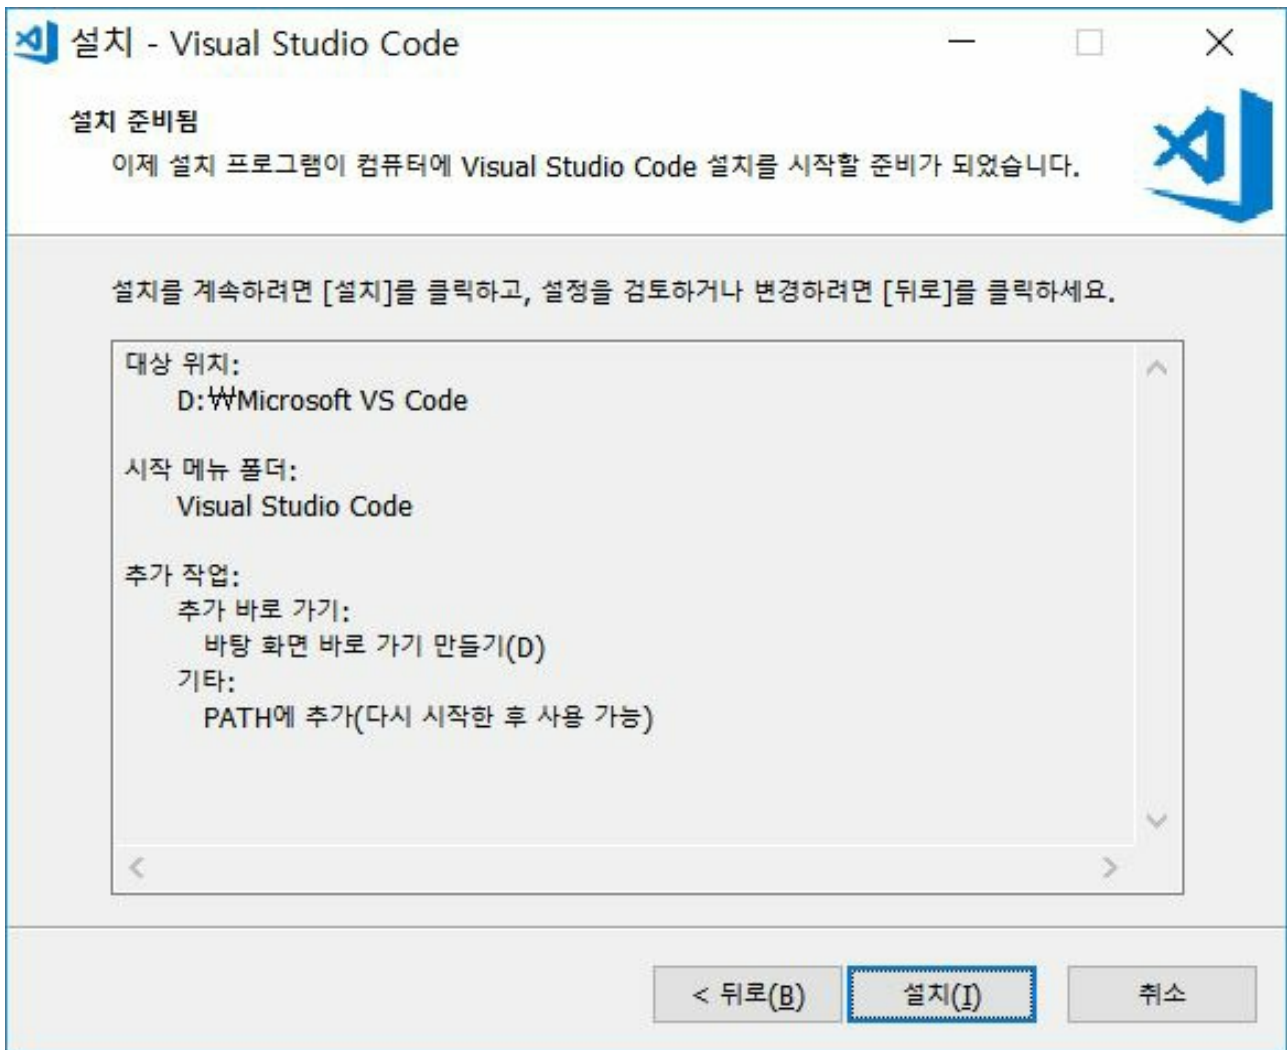 설치 - Visual Studio Code
설치 준비됨
이제 설치 프로그램이 컴퓨터에 Visual Studio Code 설치를 시작할 준비가 되었습니다.
설치를 계속하려면 [설치]를 클릭하고, 설정을 검토하거나 변경하려면 [뒤로]를 클릭하세요.
대상 위치:
D:₩Microsoft VS Code
시작 메뉴 폴더:
Visual Studio Code
추가 작업:
추가 바로 가기:
바탕 화면 바로 가기 만들기(D)
기타:
PATH에 추가(다시 시작한 후 사용 가능)
< 뒤로(B) 설치(I) 취소